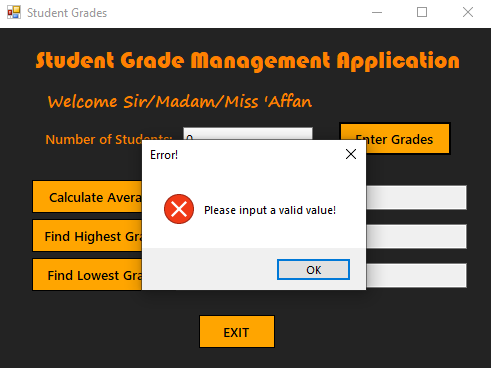 Student Grades
Student Grade Management Application
Welcome Sir/Madam/Miss 'Affan
Number of Students:
Enter Grades
Error!
Please input a valid value!
OK
Calculate Avera
Find Highest Gra
Find Lowest Gra
EXIT